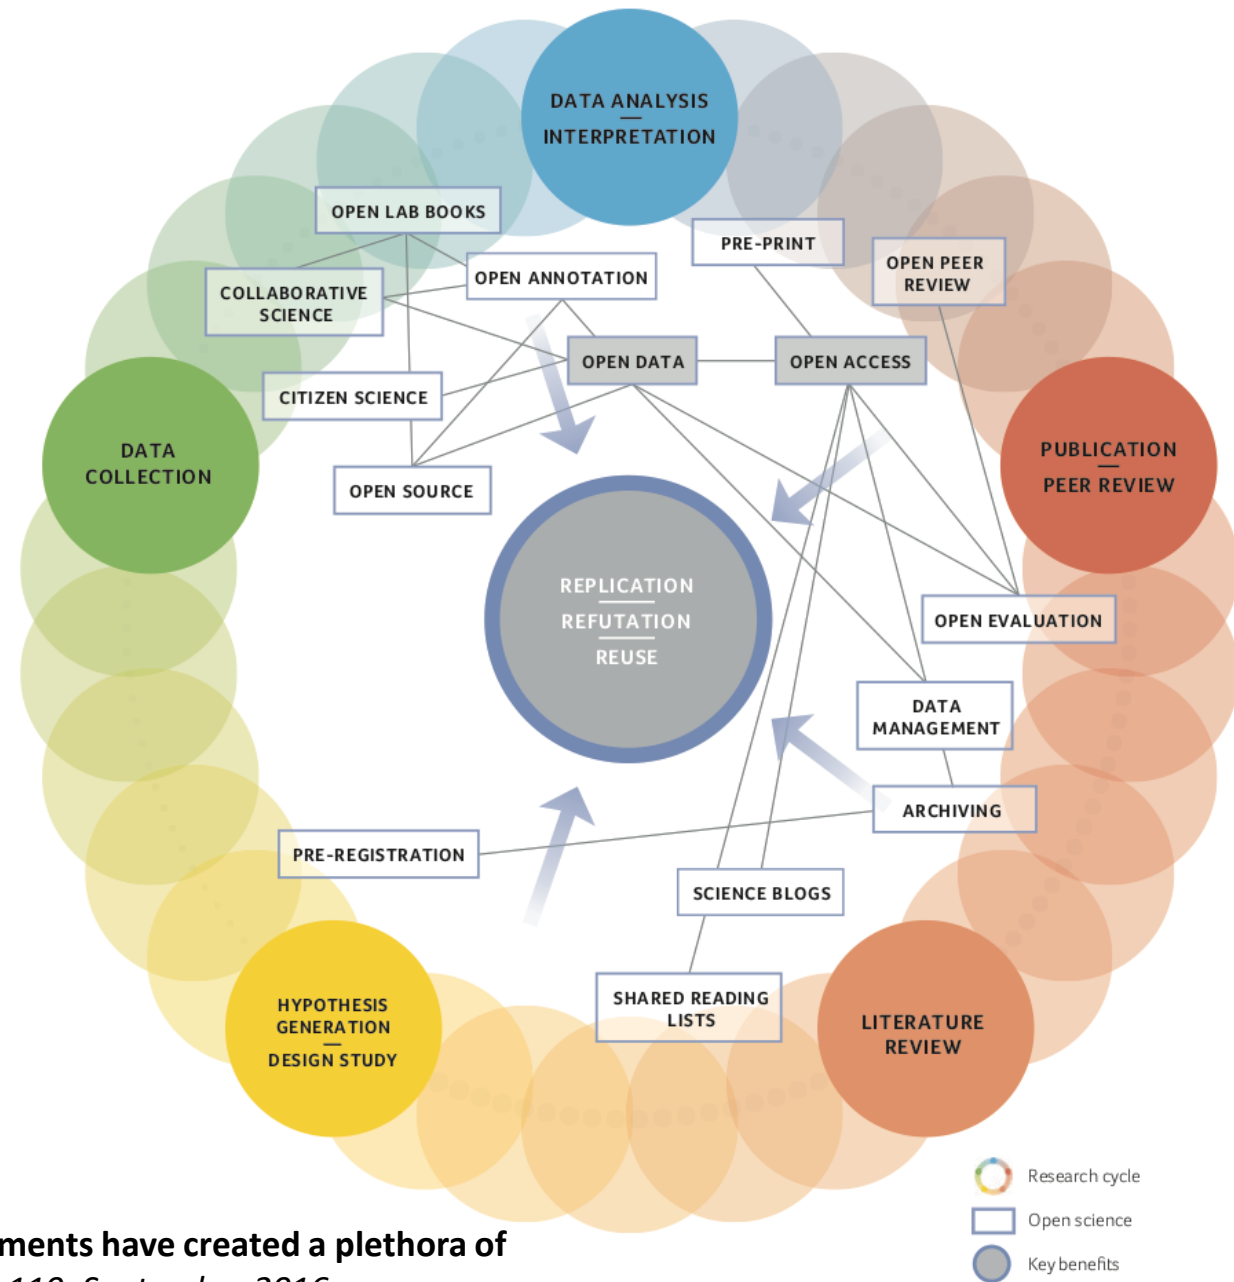 DATA ANALYSIS
INTERPRETATION
OPEN LAB BOOKS
PRE-PRINT
OPEN PEER
REVIEW
OPEN ANNOTATION
COLLABORATIVE
SCIENCE
OPEN DATA
OPEN ACCESS
CITIZEN SCIENCE
DATA
COLLECTION
PUBLICATION
PEER REVIEW
OPEN SOURCE
REPLICATION
REFUTATION
REUSE
OPEN EVALUATION
DATA
MANAGEMENT
ARCHIVING
PRE-REGISTRATION
SCIENCE BLOGS
SHARED READING
LISTS
HYPOTHESIS
GENERATION
DESIGN STUDY
LITERATURE
REVIEW
Research cycle
Open science
Key benefits
ments have created a plethora of